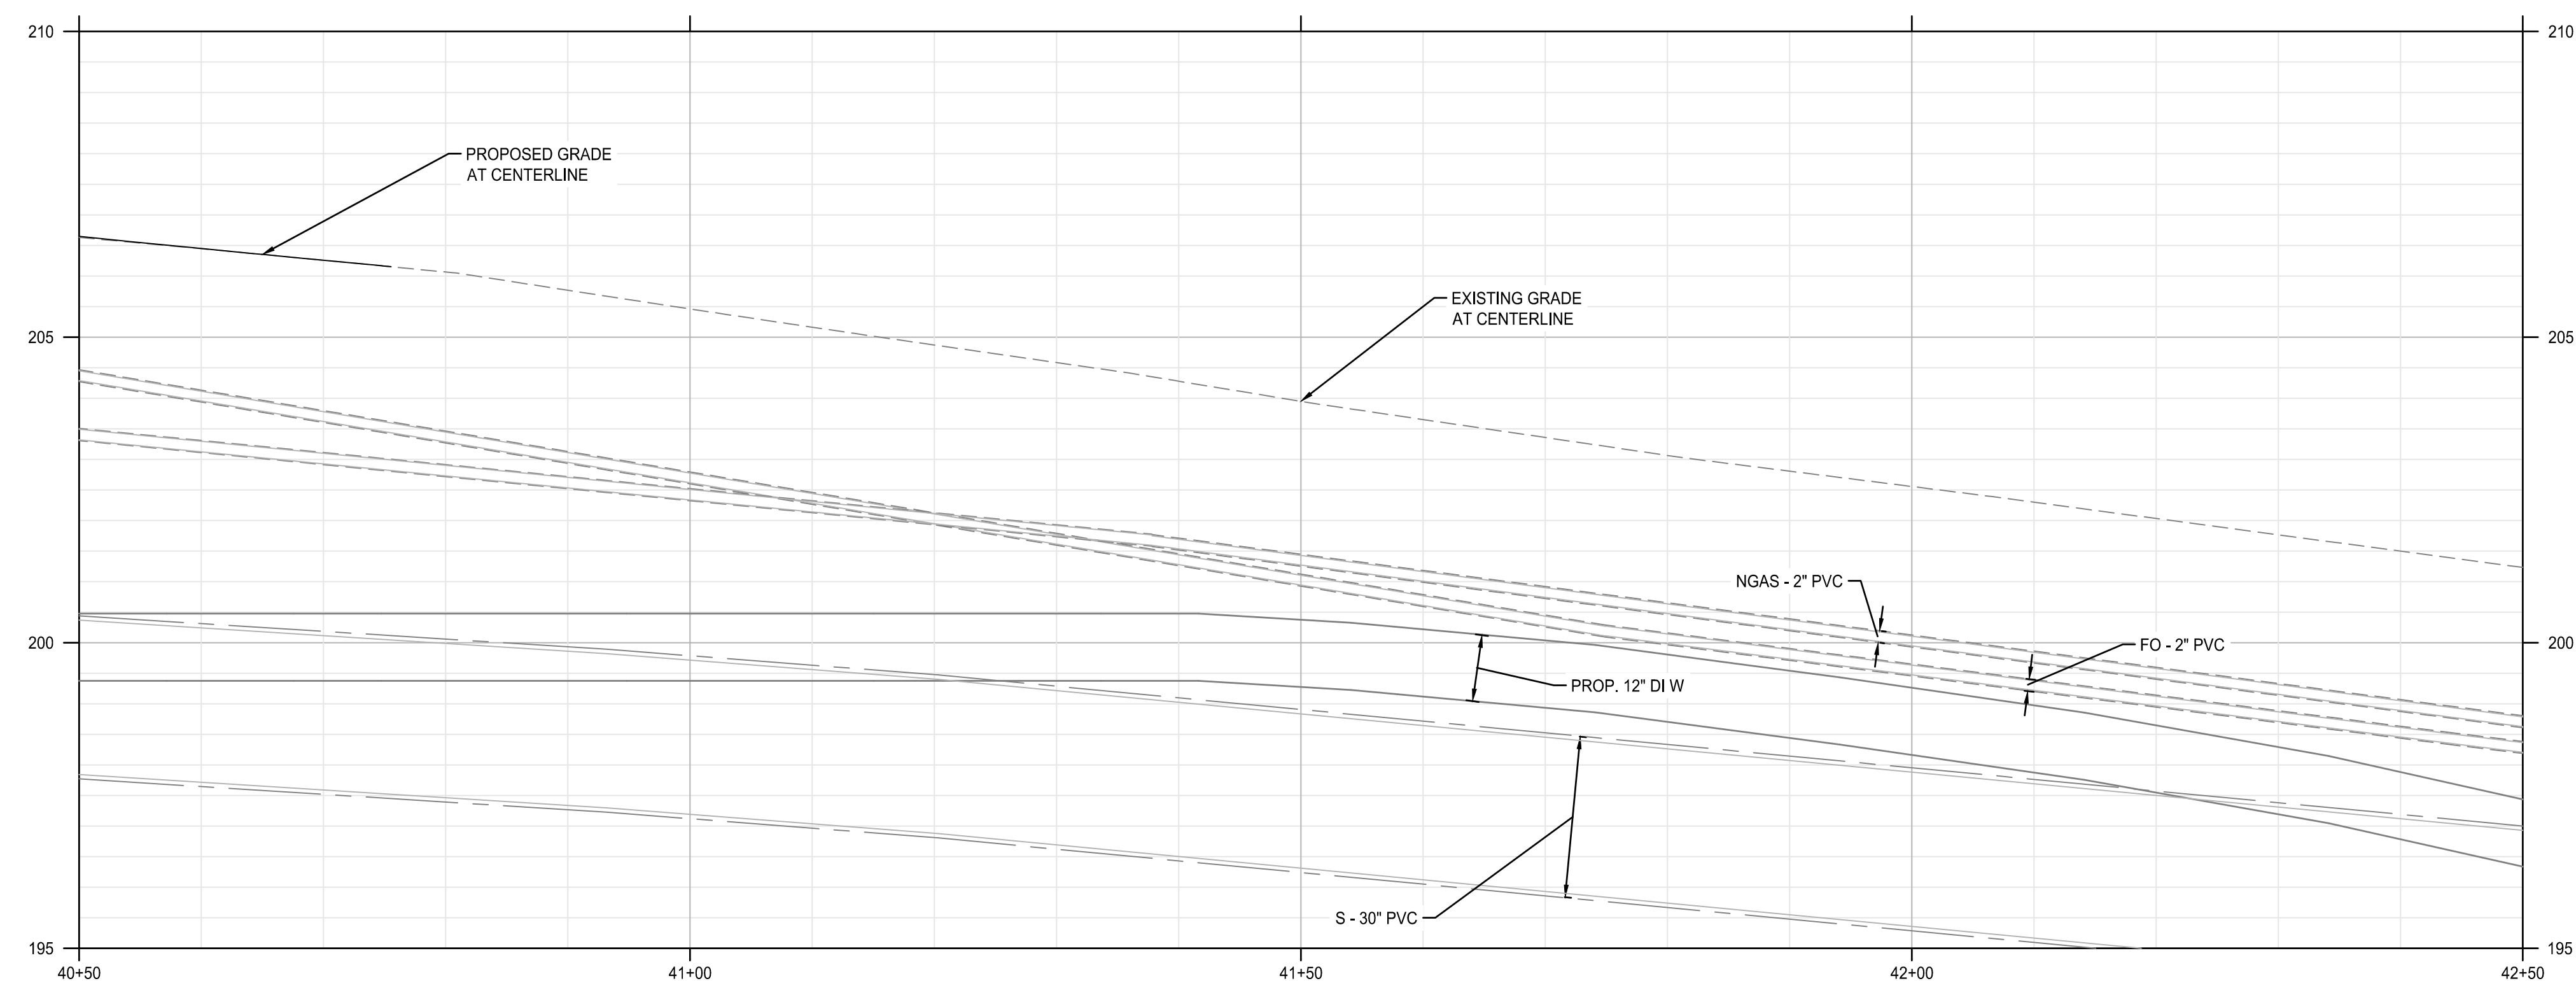 210
210
PROPOSED GRADE
AT CENTERLINE
EXISTING GRADE
AT CENTERLINE
205
205
NGAS - 2" PVC
200
FO - 2" PVC
200
PROP. 12" DI W
S - 30" PVC
195
195
40+50
41+00
41+50
42+00
42+50